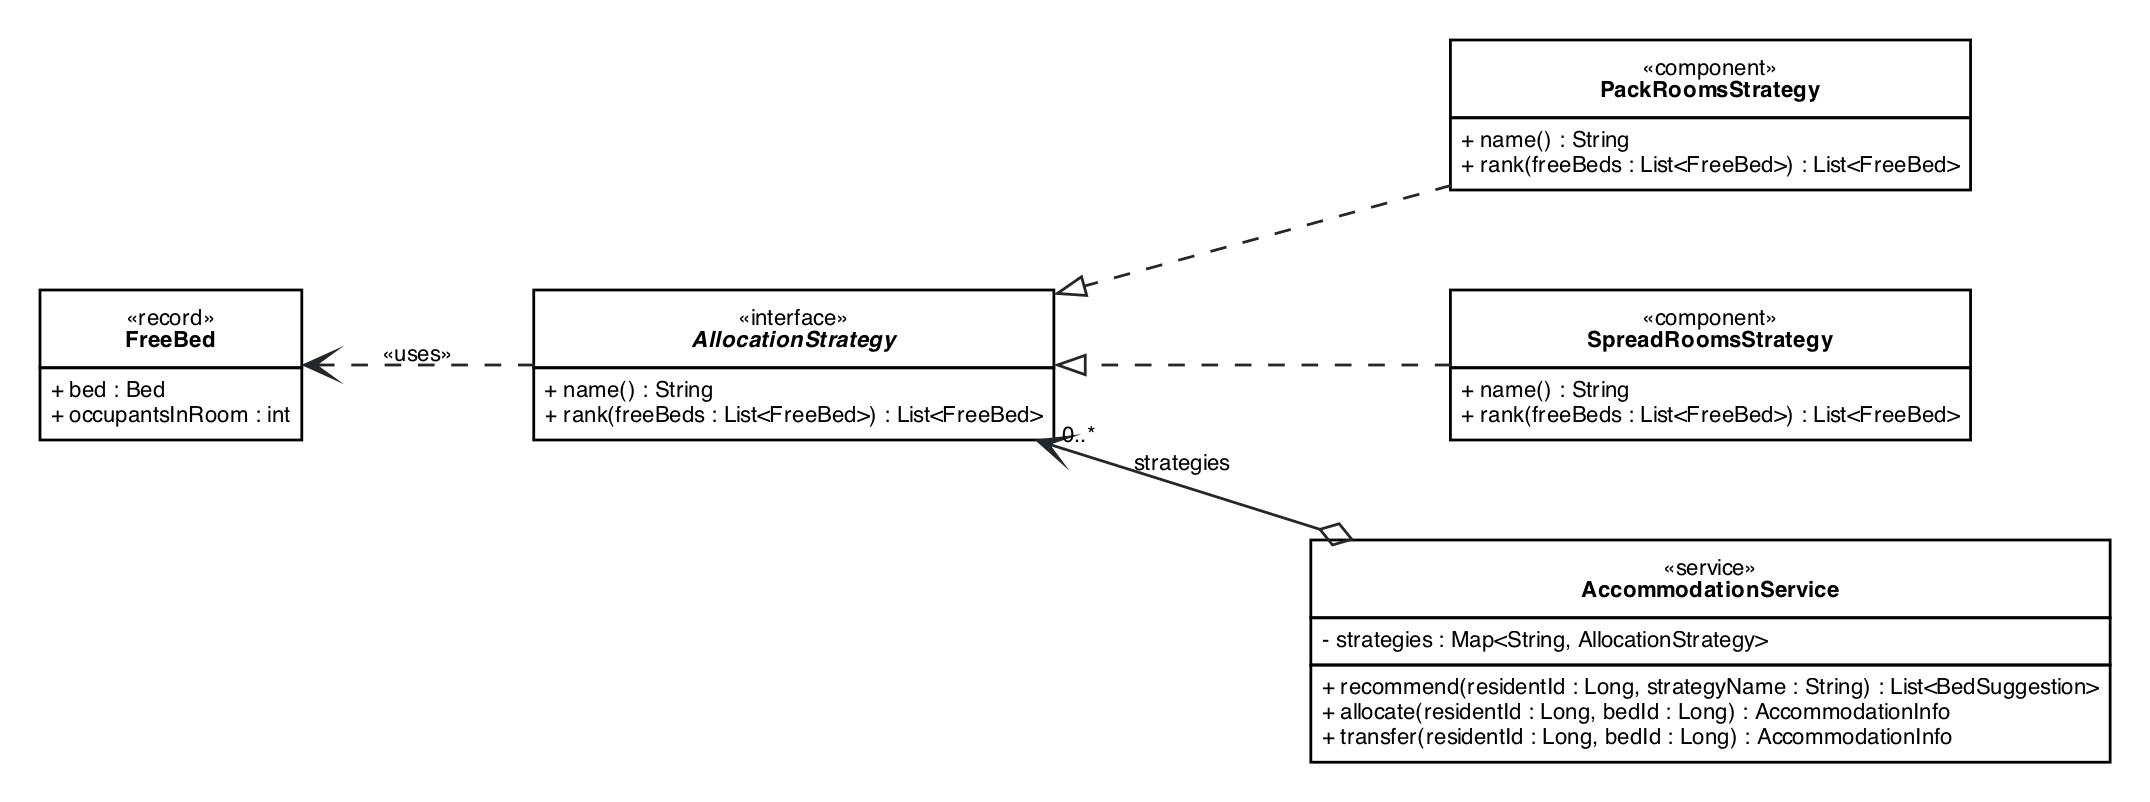 «component»
PackRoomsStrategy
+ name() : String
+ rank(freeBeds : List<FreeBed>) : List<FreeBed>
«record»
FreeBed
+ bed : Bed
+ occupantsInRoom : int
«uses»
«interface»
AllocationStrategy
+ name() : String
+ rank(freeBeds : List<FreeBed>) : List<FreeBed>
«component»
SpreadRoomsStrategy
+ name() : String
+ rank(freeBeds : List<FreeBed>) : List<FreeBed>
0..*
strategies
«service»
AccommodationService
- strategies : Map<String, AllocationStrategy>
+ recommend(residentId : Long, strategyName : String) : List<BedSuggestion>
+ allocate(residentId : Long, bedId : Long) : AccommodationInfo
+ transfer(residentId : Long, bedId : Long) : AccommodationInfo